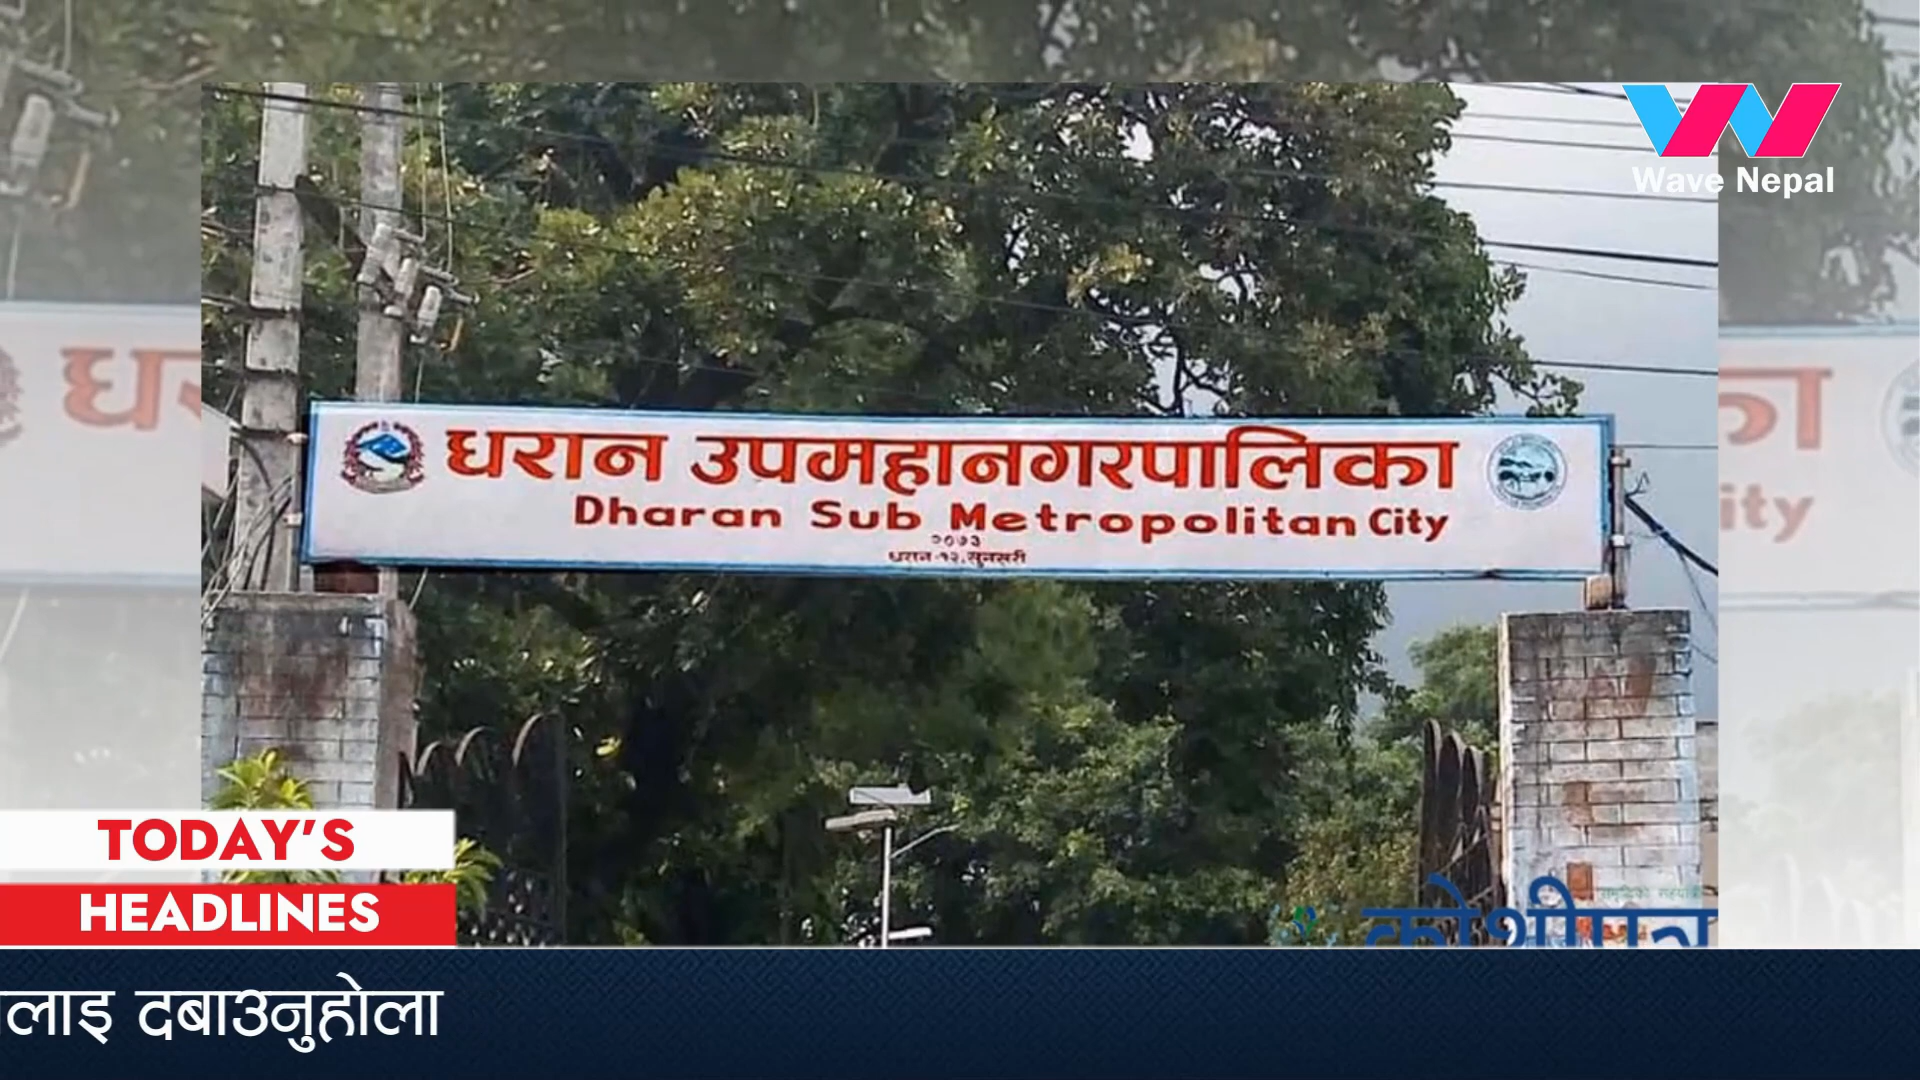 Wave Nepal
धरान उपमहानगरपालिका
Dharan Sub Metropolitan City
२०७३
धरान-१२, सुनसरी
TODAY'S
HEADLINES
लाइ दबाउनुहोला